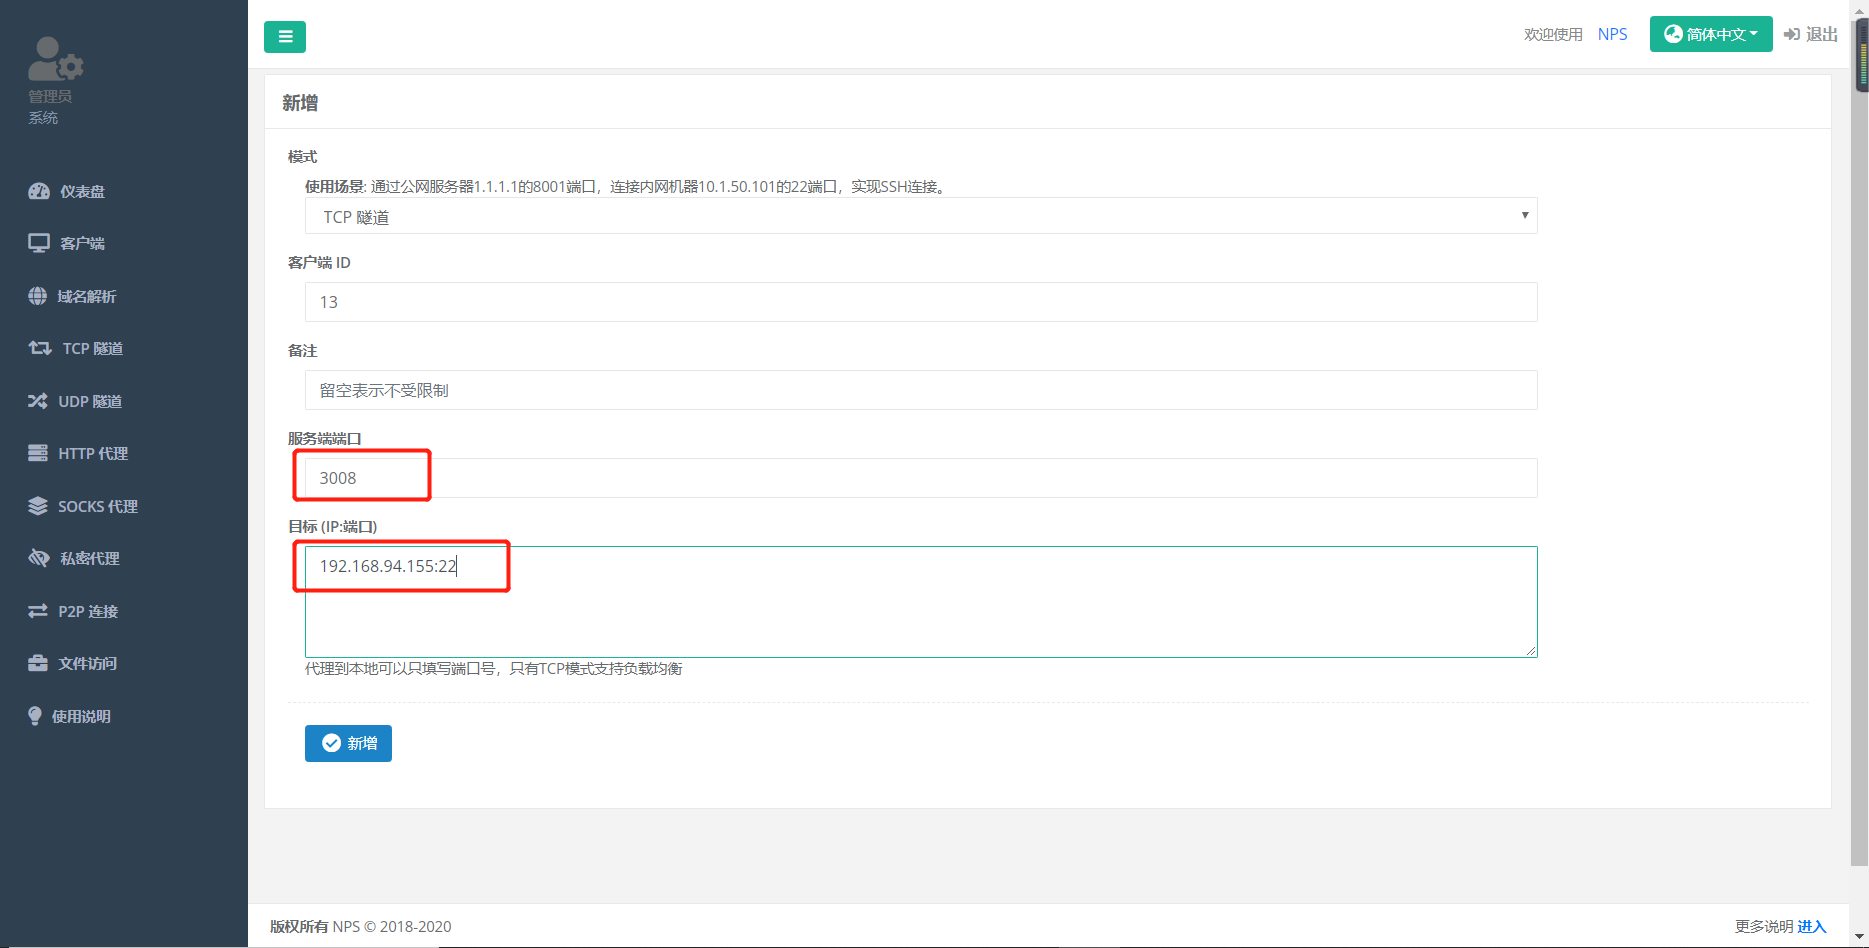 管理员
系统
仪表盘
客户端
域名解析
TCP 隧道
UDP 隧道
HTTP 代理
SOCKS 代理
私密代理
P2P 连接
文件访问
使用说明
欢迎使用 NPS 简体中文 退出
新增
模式
使用场景: 通过公网服务器1.1.1.1的8001端口，连接内网机器10.1.50.101的22端口，实现SSH连接。
TCP 隧道
客户端 ID
13
备注
留空表示不受限制
服务端端口
3008
目标 (IP:端口)
192.168.94.155:22
代理到本地可以只填写端口号，只有TCP模式支持负载均衡
新增
版权所有 NPS © 2018-2020
更多说明 进入